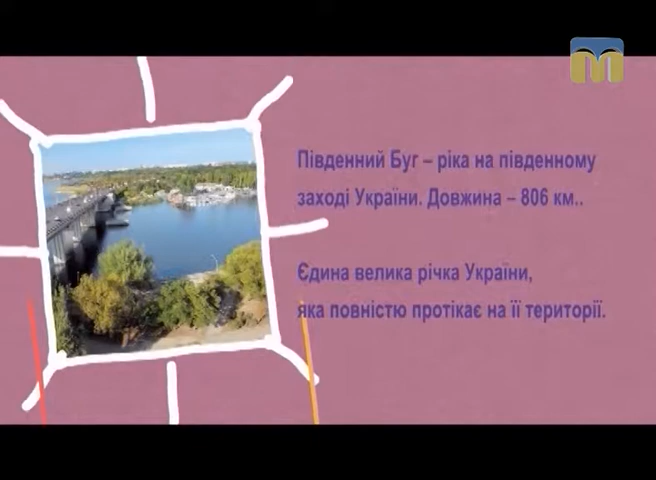 Південний Буг – ріка на південному
заході України. Довжина – 806 км..
Єдина велика річка України,
яка повністю протікає на її території.